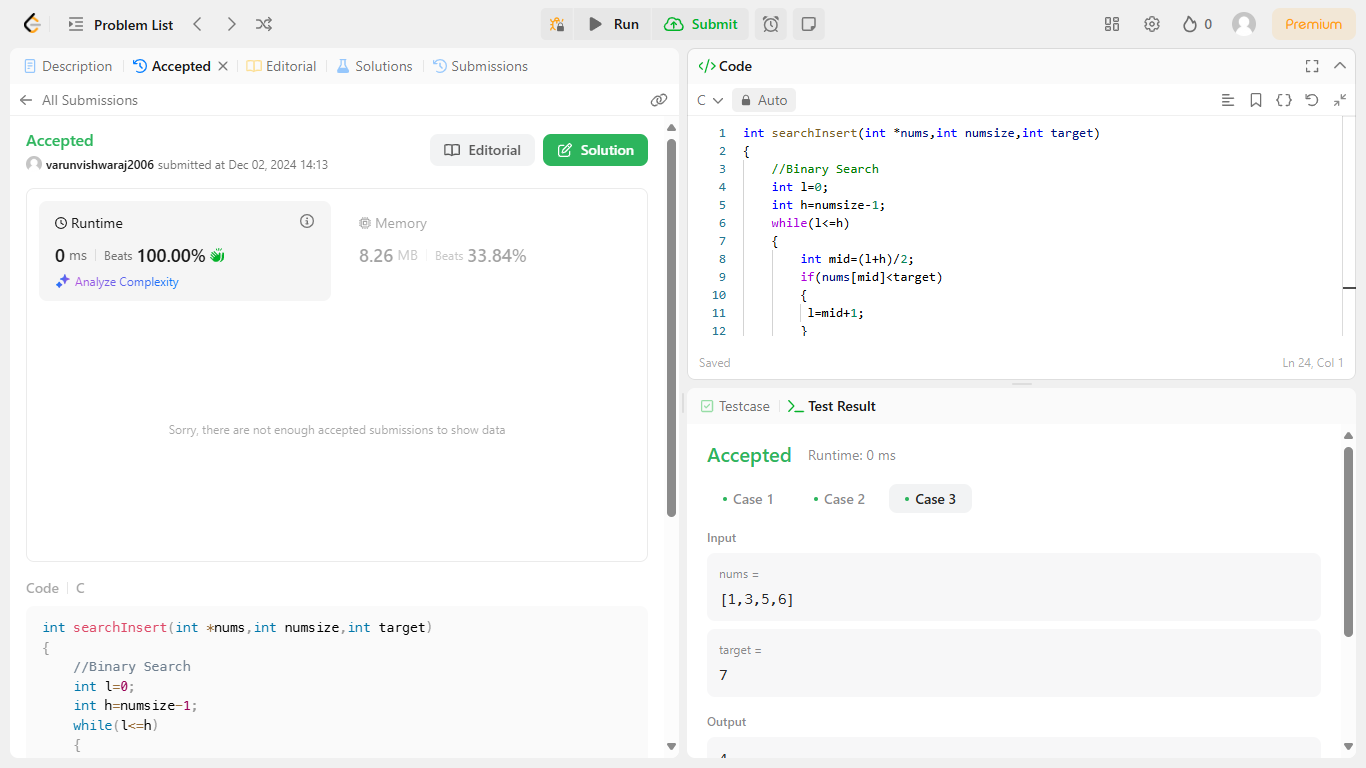 Problem List
Run
Submit
0
Premium
Description
Accepted
Editorial
Solutions
Submissions
All Submissions
Accepted
varunvishwaraj2006 submitted at Dec 02, 2024 14:13
Editorial
Solution
Runtime
0 ms
Beats 100.00%
Analyze Complexity
Memory
8.26 MB
Beats 33.84%
Sorry, there are not enough accepted submissions to show data
Code
C
int searchInsert(int *nums,int numsize,int target)
{
//Binary Search
int l=0;
int h=numsize-1;
while(l<=h)
{
</> Code
C
Auto
1 int searchInsert(int *nums,int numsize,int target)
2 {
3 //Binary Search
4 int l=0;
5 int h=numsize-1;
6 while(l<=h)
7 {
8 int mid=(l+h)/2;
9 if(nums[mid]<target)
10 {
11 l=mid+1;
12 }
Saved
Ln 24, Col 1
Testcase
Test Result
Accepted
Runtime: 0 ms
Case 1
Case 2
Case 3
Input
nums =
[1,3,5,6]
target =
7
Output